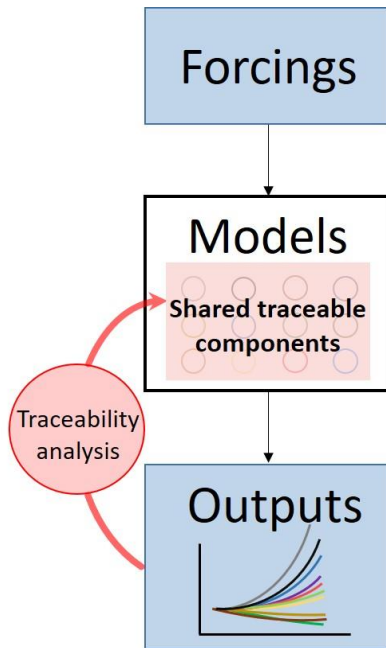 Forcings
Models
Shared traceable
components
Traceability
analysis
Outputs